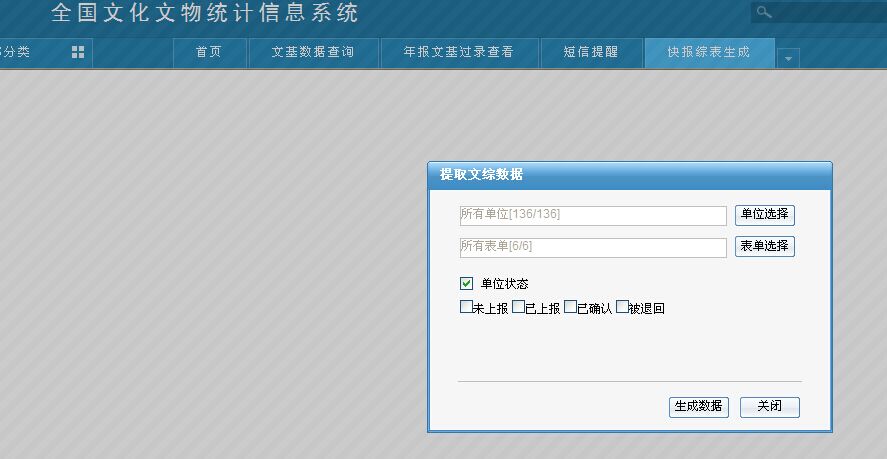 全国文化文物统计信息系统
分类
首页
文基数据查询
年报文基过录查看
短信提醒
快报综表生成
提取文综数据
所有单位[136/136]
单位选择
所有表单[6/6]
表单选择
单位状态
未上报 已上报 已确认 被退回
生成数据 关闭